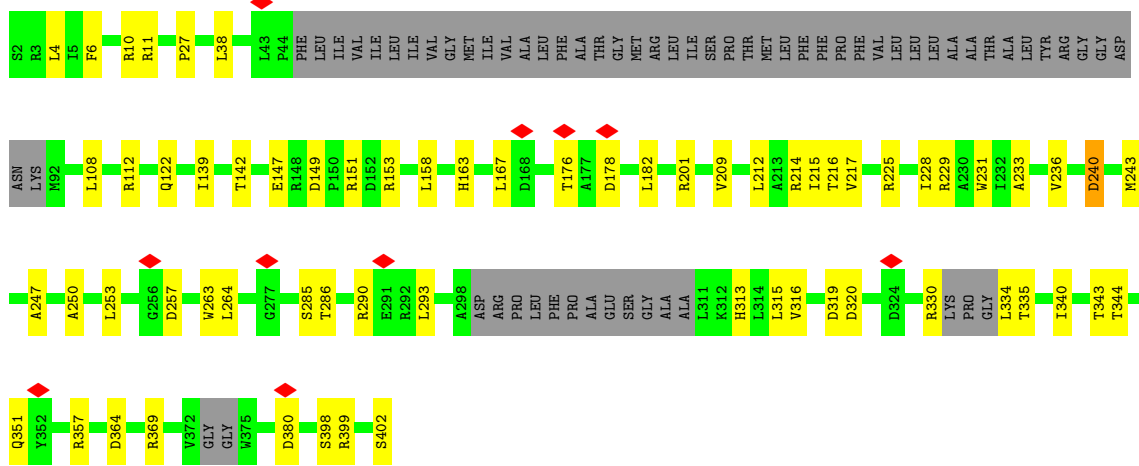 S2 R3 L4 I5 F6 R10 R11 P27 L38 L43 P44 PHE LEU ILE VAL ILE LEU ILE VAL GLY MET ILE VAL ALA LEU PHE ALA THR GLY MET ARG LEU ILE SER PRO THR MET LEU PHE PHE PRO PHE VAL LEU LEU LEU ALA ALA THR ALA LEU TYR ARG GLY GLY ASP
ASN LYS M92 L108 R112 Q122 I139 T142 E147 R148 D149 P150 R151 D152 R153 L158 H163 L167 D168 T176 A177 D178 L182 R201 V209 L212 A213 R214 I215 T216 V217 R225 I228 R229 A230 W231 I232 A233 V236 D240 M243
A247 A250 L253 G256 D257 W263 L264 G277 S285 T286 R290 E291 R292 L293 A298 ASP ARG PRO LEU PHE PRO ALA GLU SER GLY ALA ALA L311 K312 H313 L314 L315 V316 D319 D320 D324 R330 LYS PRO GLY L334 T335 I340 T343 T344
Q351 Y352 R357 D364 R369 V372 GLY GLY W375 D380 S398 R399 S402